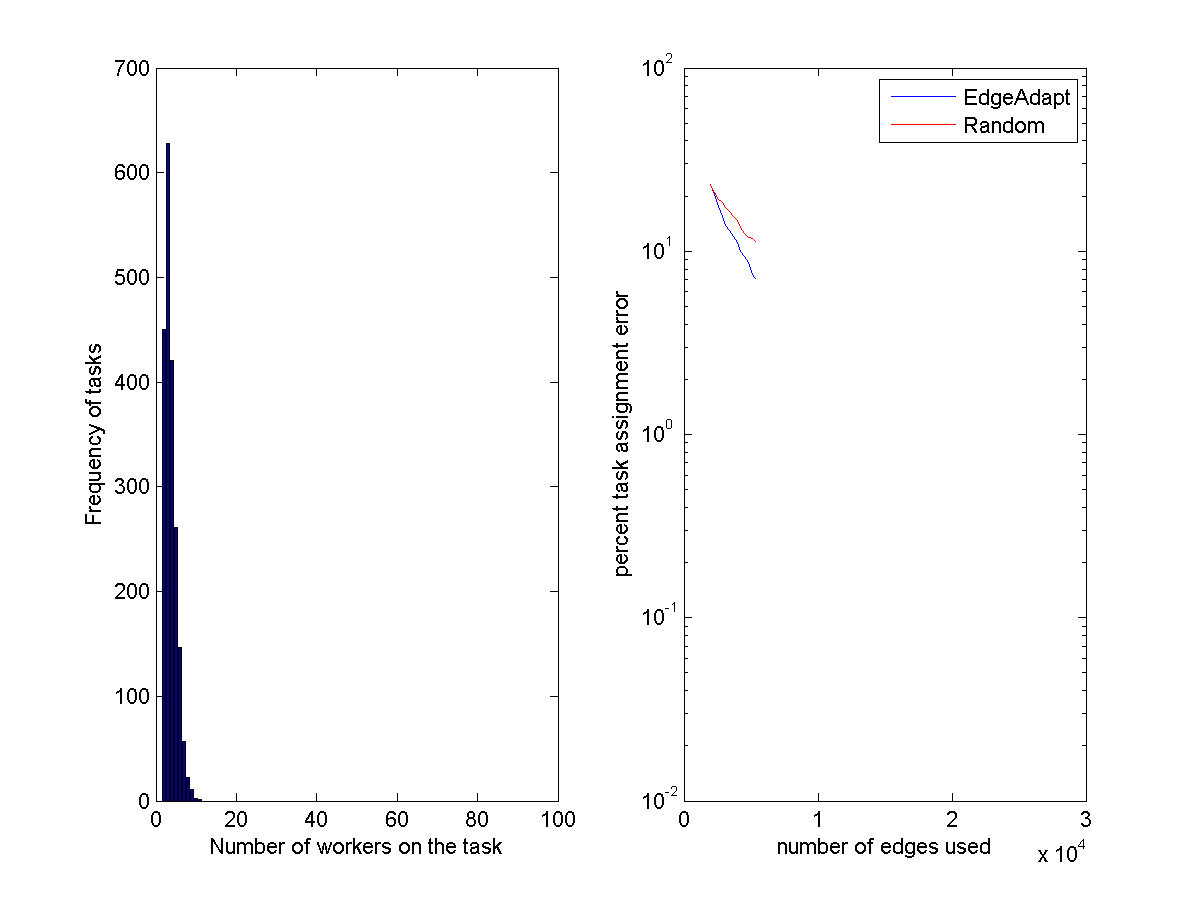 700
600
500
400
300
200
100
0
Frequency of tasks
0 20 40 60 80 100
Number of workers on the task
10^2
10^1
10^0
10^-1
10^-2
percent task assignment error
EdgeAdapt
Random
0 1 2 3
number of edges used
x 10^4